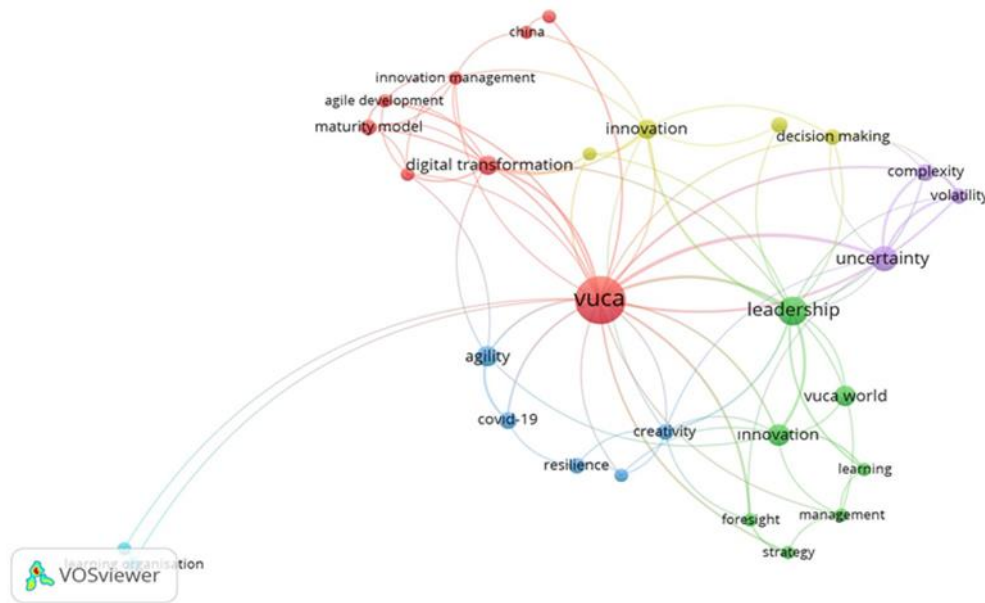 china
innovation management
agile development
maturity model
innovation
decision making
digital transformation
complexity
volatility
uncertainty
vuca
leadership
agility
vuca world
covid-19
creativity
innovation
resilience
learning
foresight
management
strategy
learning organisation
VOSviewer